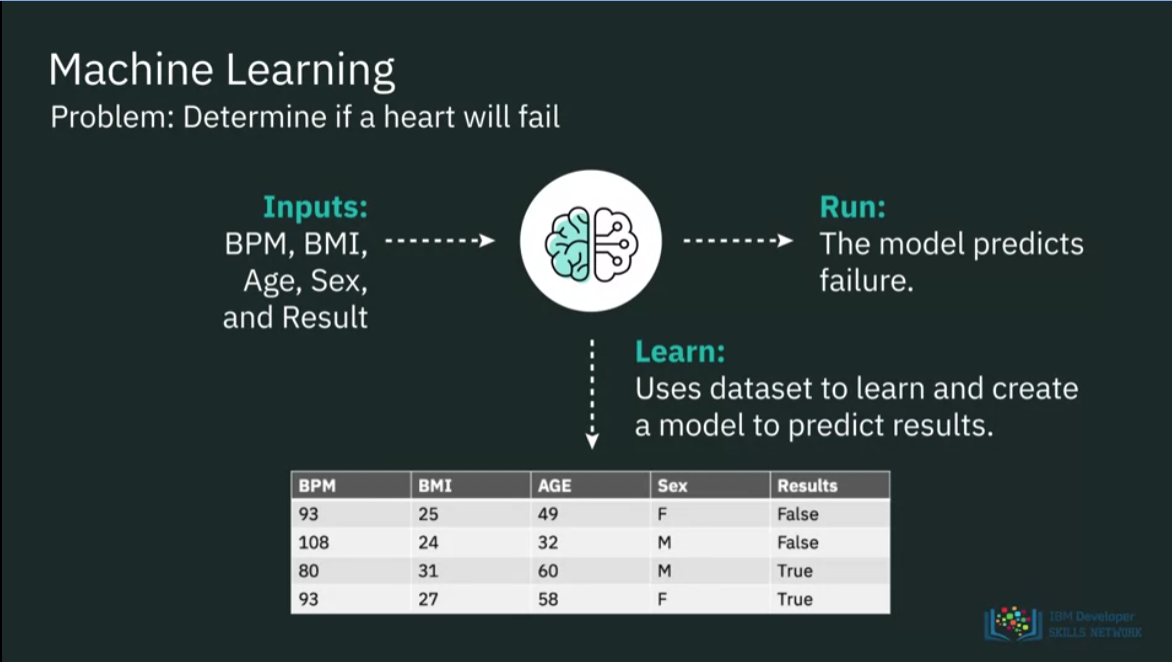 Machine Learning
Problem: Determine if a heart will fail
Inputs:
BPM, BMI,
Age, Sex,
and Result
Run:
The model predicts
failure.
Learn:
Uses dataset to learn and create
a model to predict results.
BPM BMI AGE Sex Results
93 25 49 F False
108 24 32 M False
80 31 60 M True
93 27 58 F True
IBM Developer
SKILLS NETWORK